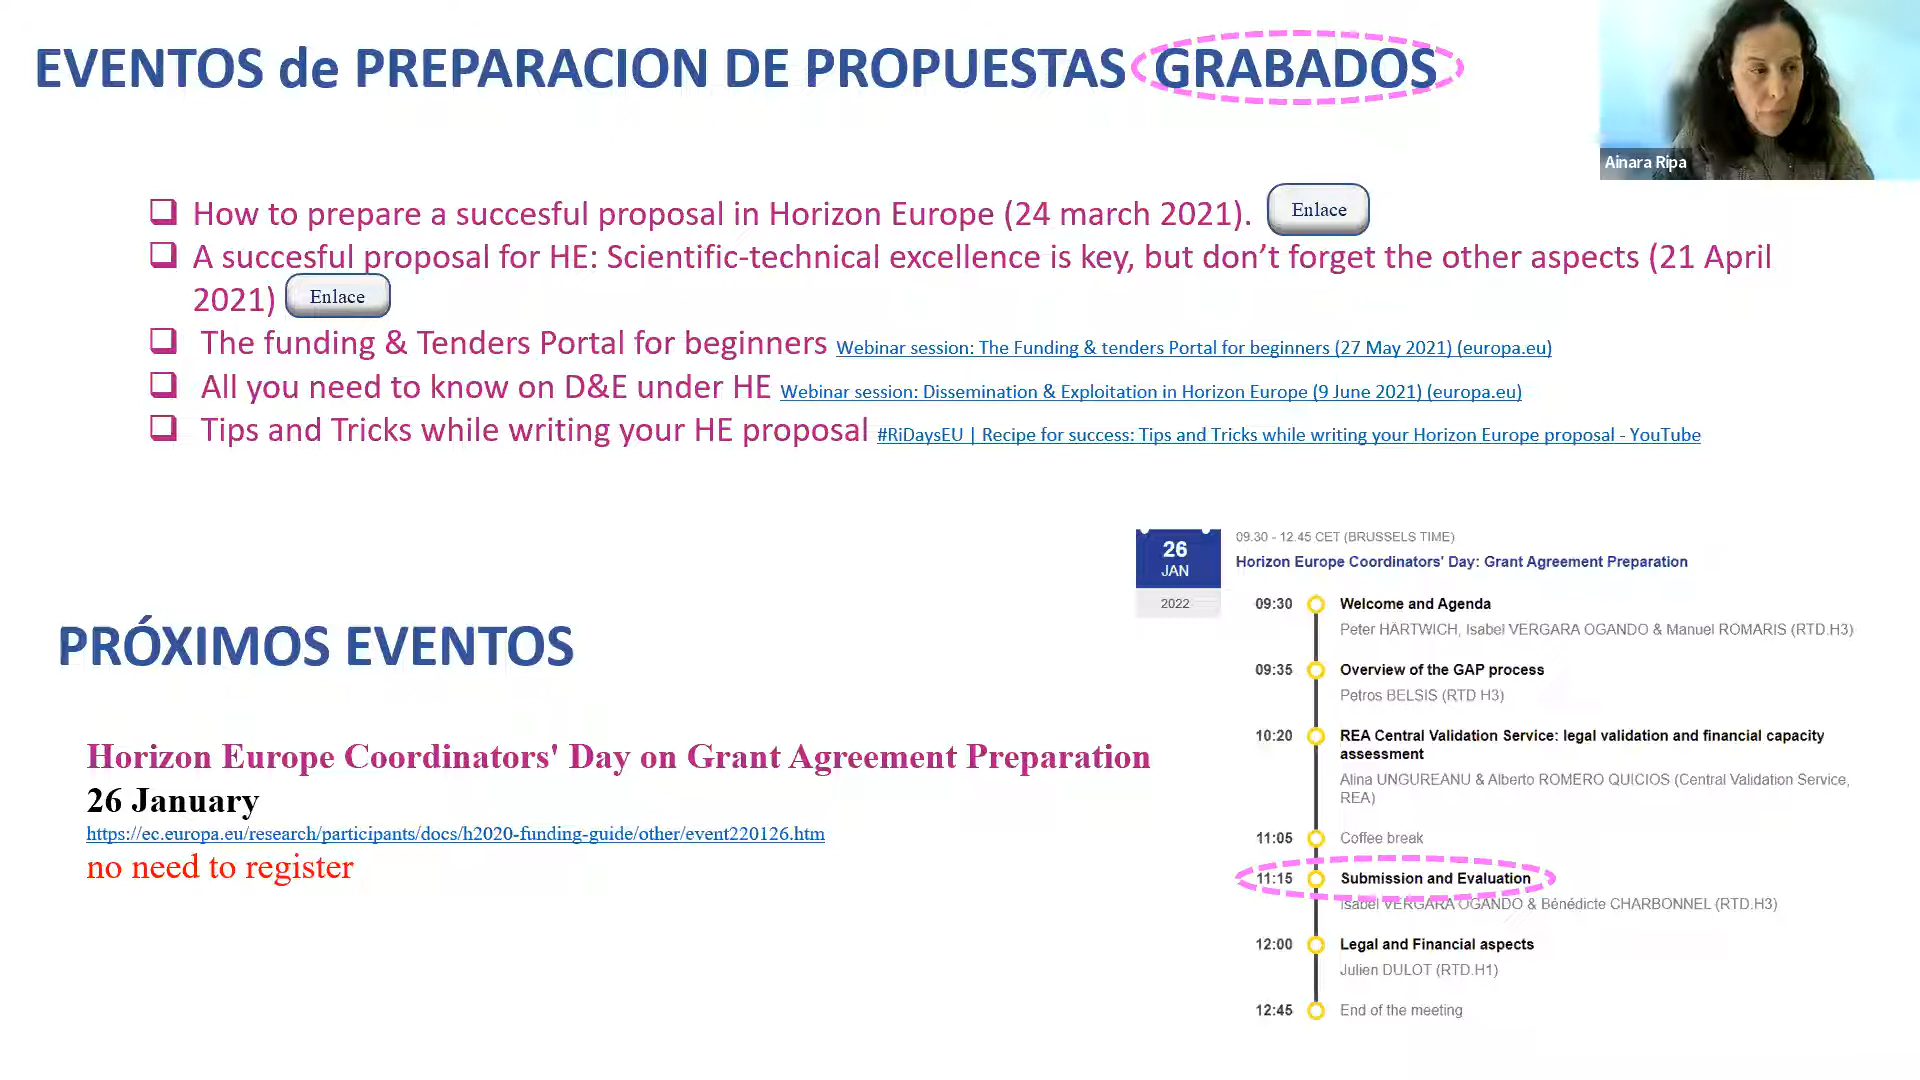 EVENTOS de PREPARACION DE PROPUESTAS GRABADOS
Ainara Ripa
How to prepare a succesful proposal in Horizon Europe (24 march 2021). Enlace
A succesful proposal for HE: Scientific-technical excellence is key, but don’t forget the other aspects (21 April
2021) Enlace
The funding & Tenders Portal for beginners Webinar session: The Funding & tenders Portal for beginners (27 May 2021) (europa.eu)
All you need to know on D&E under HE Webinar session: Dissemination & Exploitation in Horizon Europe (9 June 2021) (europa.eu)
Tips and Tricks while writing your HE proposal #RiDaysEU | Recipe for success: Tips and Tricks while writing your Horizon Europe proposal - YouTube
PRÓXIMOS EVENTOS
Horizon Europe Coordinators' Day on Grant Agreement Preparation
26 January
https://ec.europa.eu/research/participants/docs/h2020-funding-guide/other/event220126.htm
no need to register
26
JAN
2022
09.30 - 12.45 CET (BRUSSELS TIME)
Horizon Europe Coordinators' Day: Grant Agreement Preparation
09:30 Welcome and Agenda
Peter HÄRTWICH, Isabel VERGARA OGANDO & Manuel ROMARIS (RTD.H3)
09:35 Overview of the GAP process
Petros BELSIS (RTD H3)
10:20 REA Central Validation Service: legal validation and financial capacity
assessment
Alina UNGUREANU & Alberto ROMERO QUICIOS (Central Validation Service,
REA)
11:05 Coffee break
11:15 Submission and Evaluation
Isabel VERGARA OGANDO & Bénédicte CHARBONNEL (RTD.H3)
12:00 Legal and Financial aspects
Julien DULOT (RTD.H1)
12:45 End of the meeting